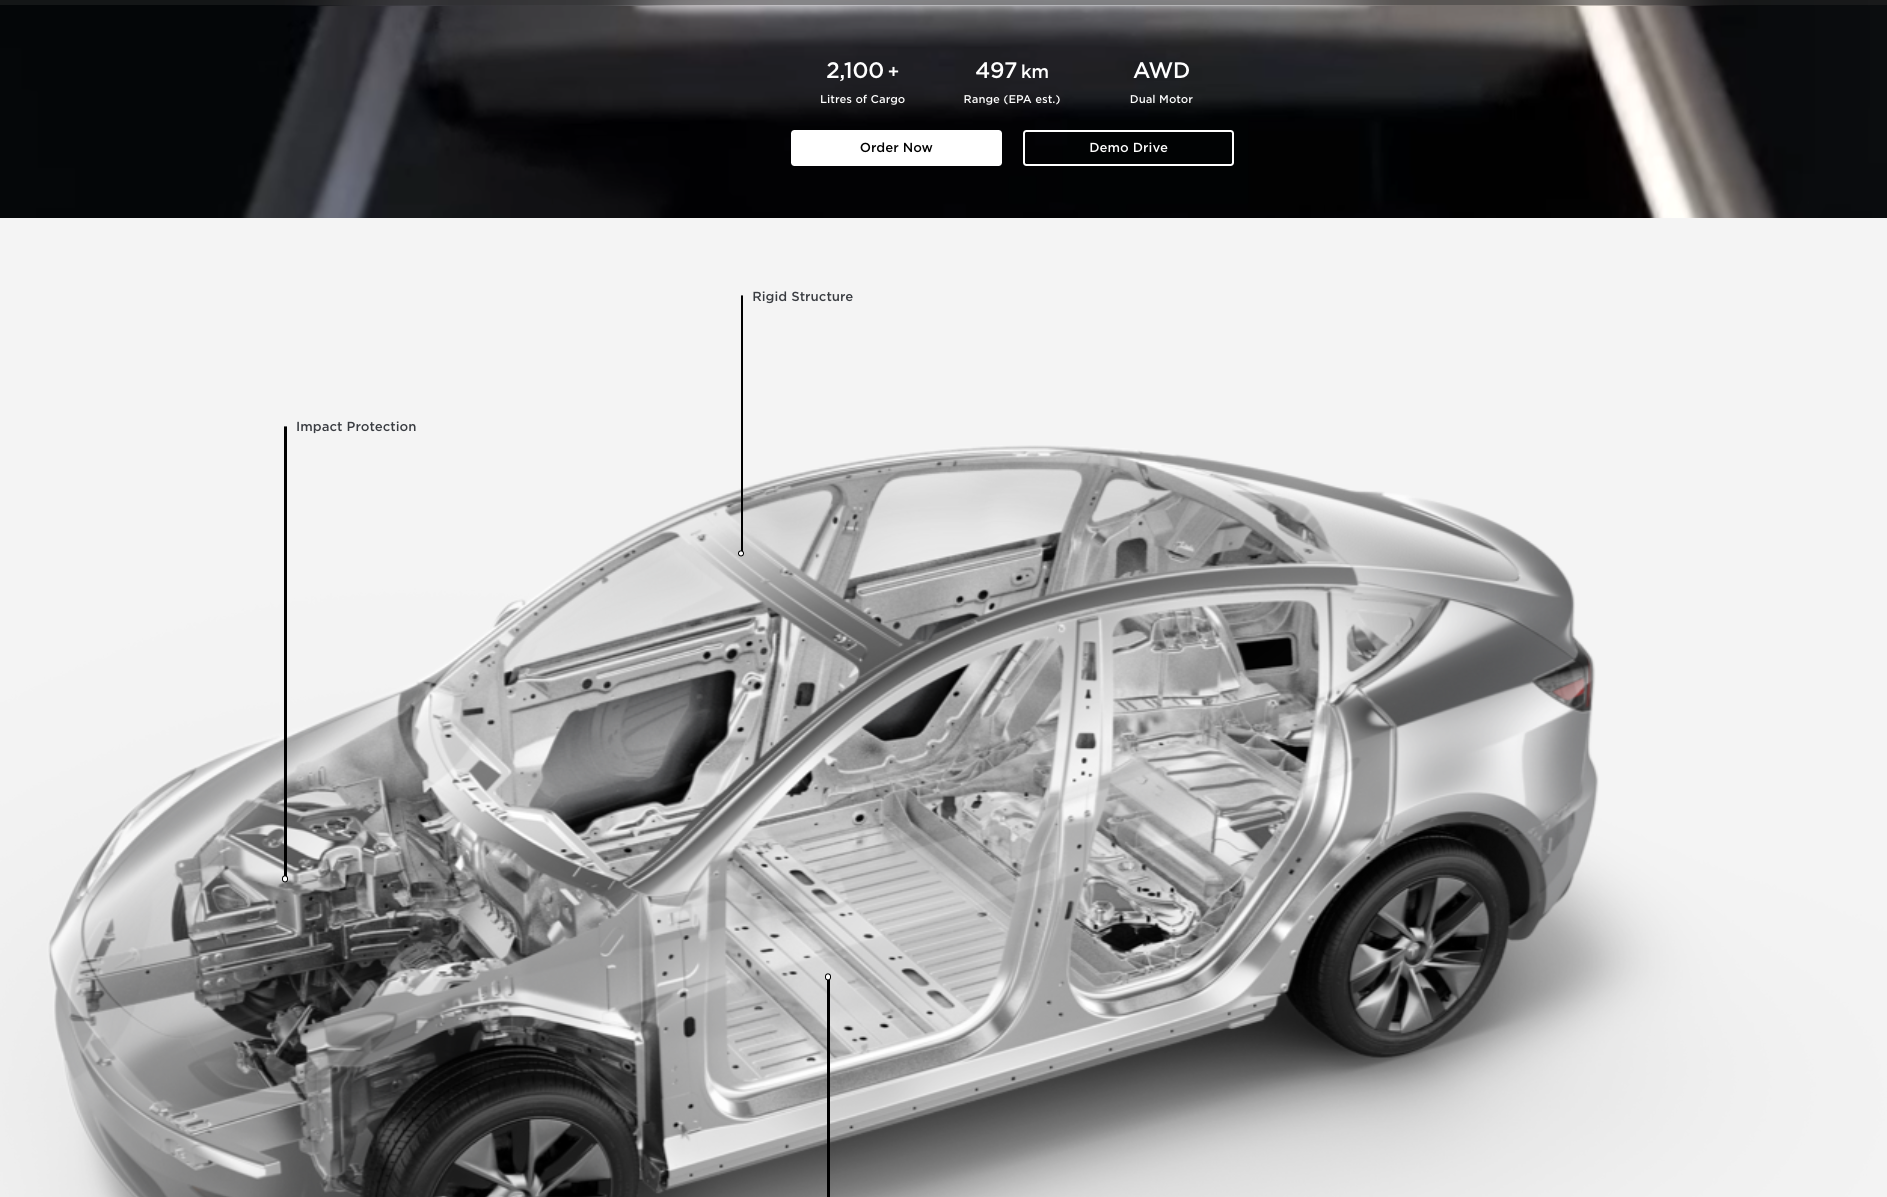 2,100 + 497 km AWD
Litres of Cargo Range (EPA est.) Dual Motor
Order Now Demo Drive
Rigid Structure
Impact Protection